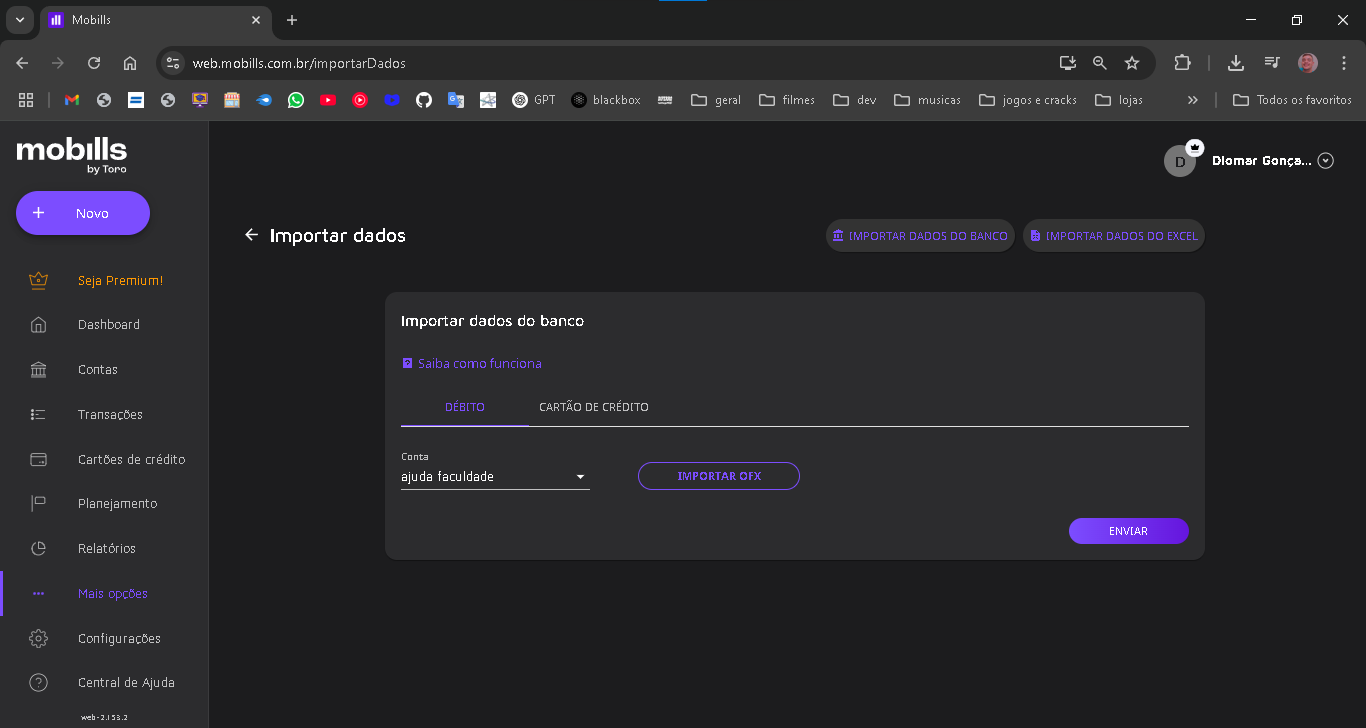 Mobills
web.mobills.com.br/importarDados
GPT
blackbox
geral
filmes
dev
musicas
jogos e cracks
lojas
Todos os favoritos
mobills
by Toro
D
Diomar Gonça...
+ Novo
Importar dados
IMPORTAR DADOS DO BANCO
IMPORTAR DADOS DO EXCEL
Seja Premium!
Dashboard
Contas
Transações
Cartões de crédito
Planejamento
Relatórios
Mais opções
Configurações
Central de Ajuda
web-2.153.2
Importar dados do banco
Saiba como funciona
DÉBITO
CARTÃO DE CRÉDITO
Conta
ajuda faculdade
IMPORTAR OFX
ENVIAR